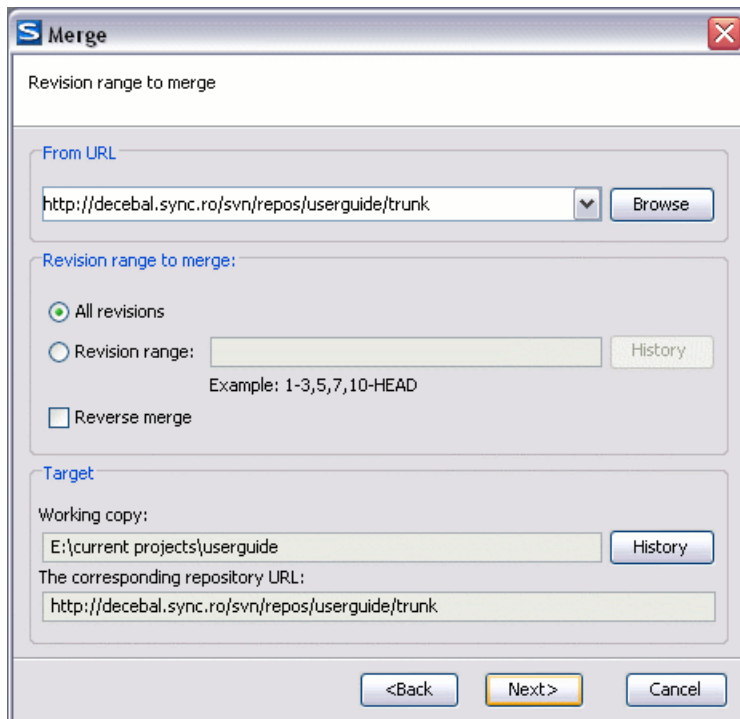 S Merge
Revision range to merge
From URL
http://decebal.sync.ro/svn/repos/userguide/trunk Browse
Revision range to merge:
All revisions
Revision range: History
Example: 1-3,5,7,10-HEAD
Reverse merge
Target
Working copy:
E:\current projects\userguide History
The corresponding repository URL:
http://decebal.sync.ro/svn/repos/userguide/trunk
<Back Next> Cancel